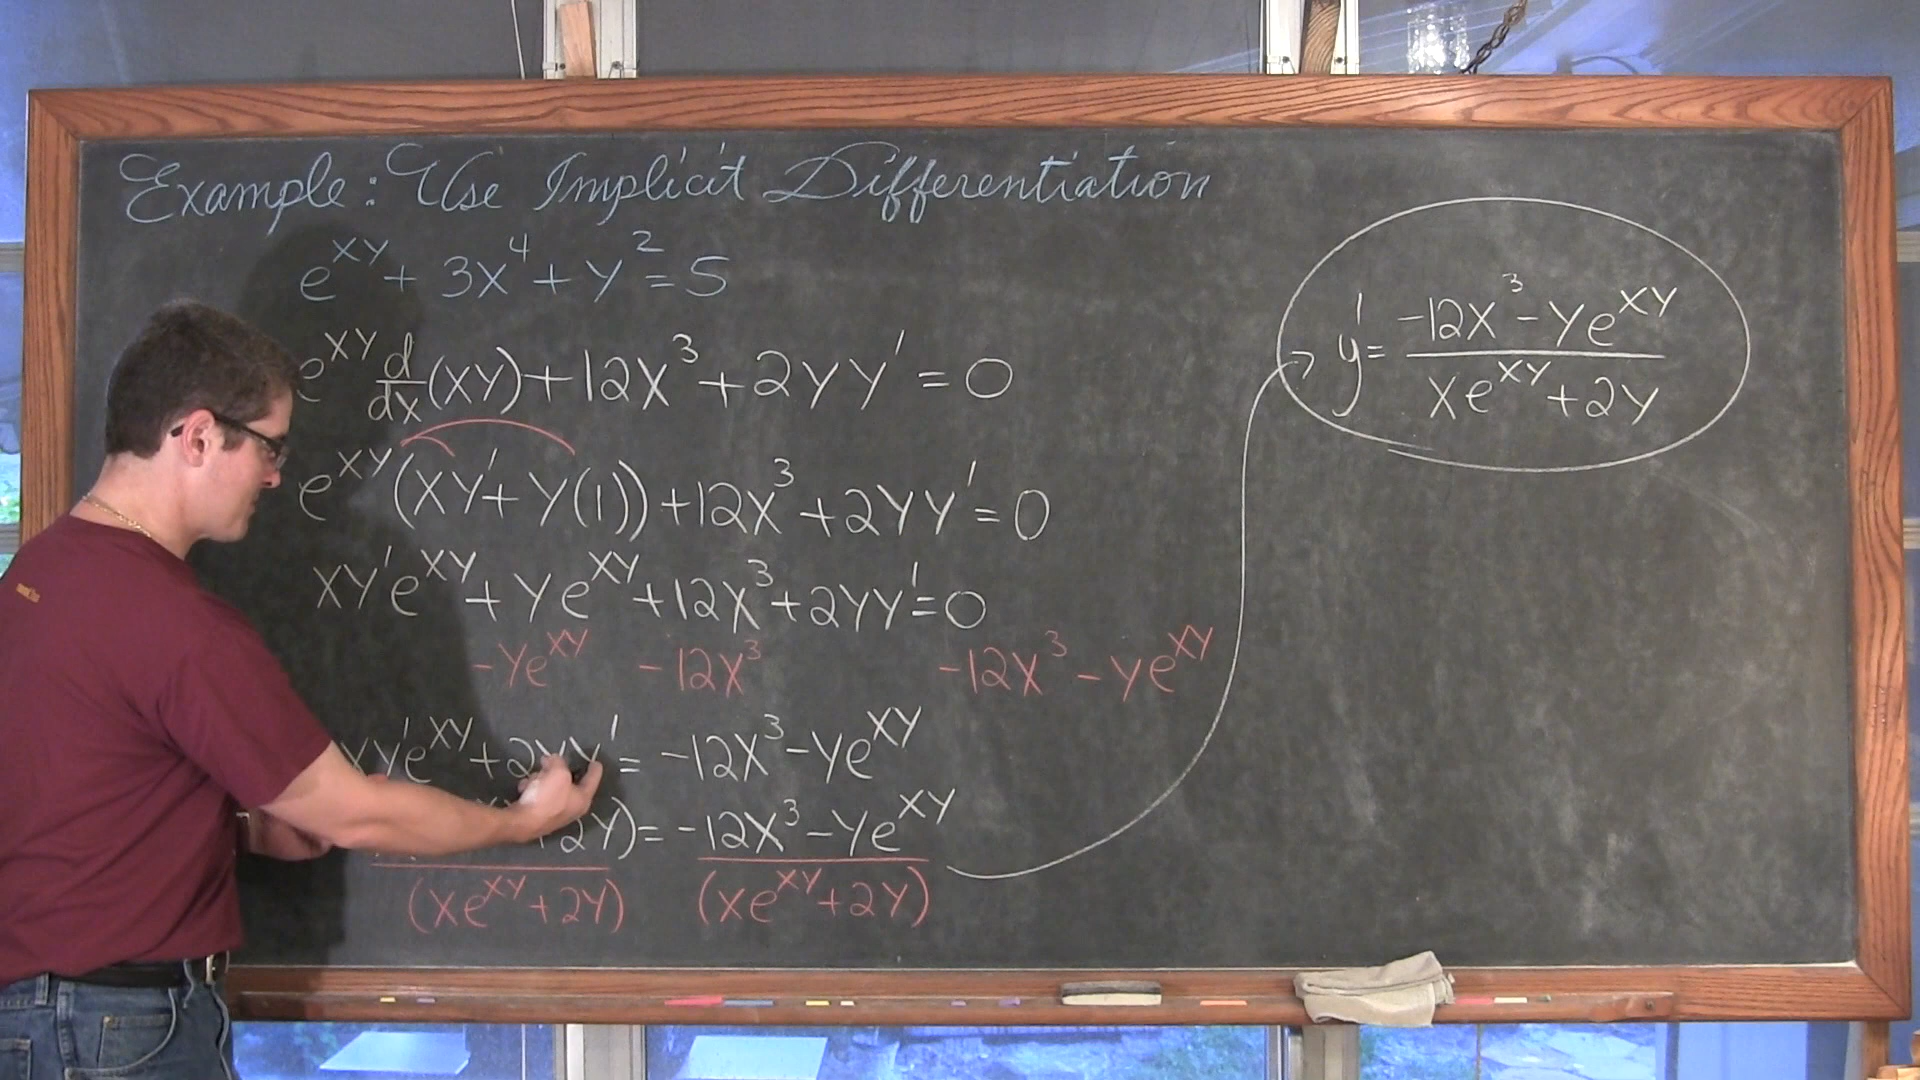 Example: Use Implicit Differentiation
e^{xy} + 3x^4 + y^2 = 5
e^{xy} d/dx (xy) + 12x^3 + 2yy' = 0
e^{xy}(xy' + y(1)) + 12x^3 + 2yy' = 0
xy'e^{xy} + ye^{xy} + 12x^3 + 2yy' = 0
-ye^{xy} -12x^3 -12x^3 - ye^{xy}
xy'e^{xy} + 2yy' = -12x^3 - ye^{xy}
2y) = -12x^3 - ye^{xy}
(xe^{xy} + 2y) (xe^{xy} + 2y)
y' = -12x^3 - ye^{xy}
xe^{xy} + 2y